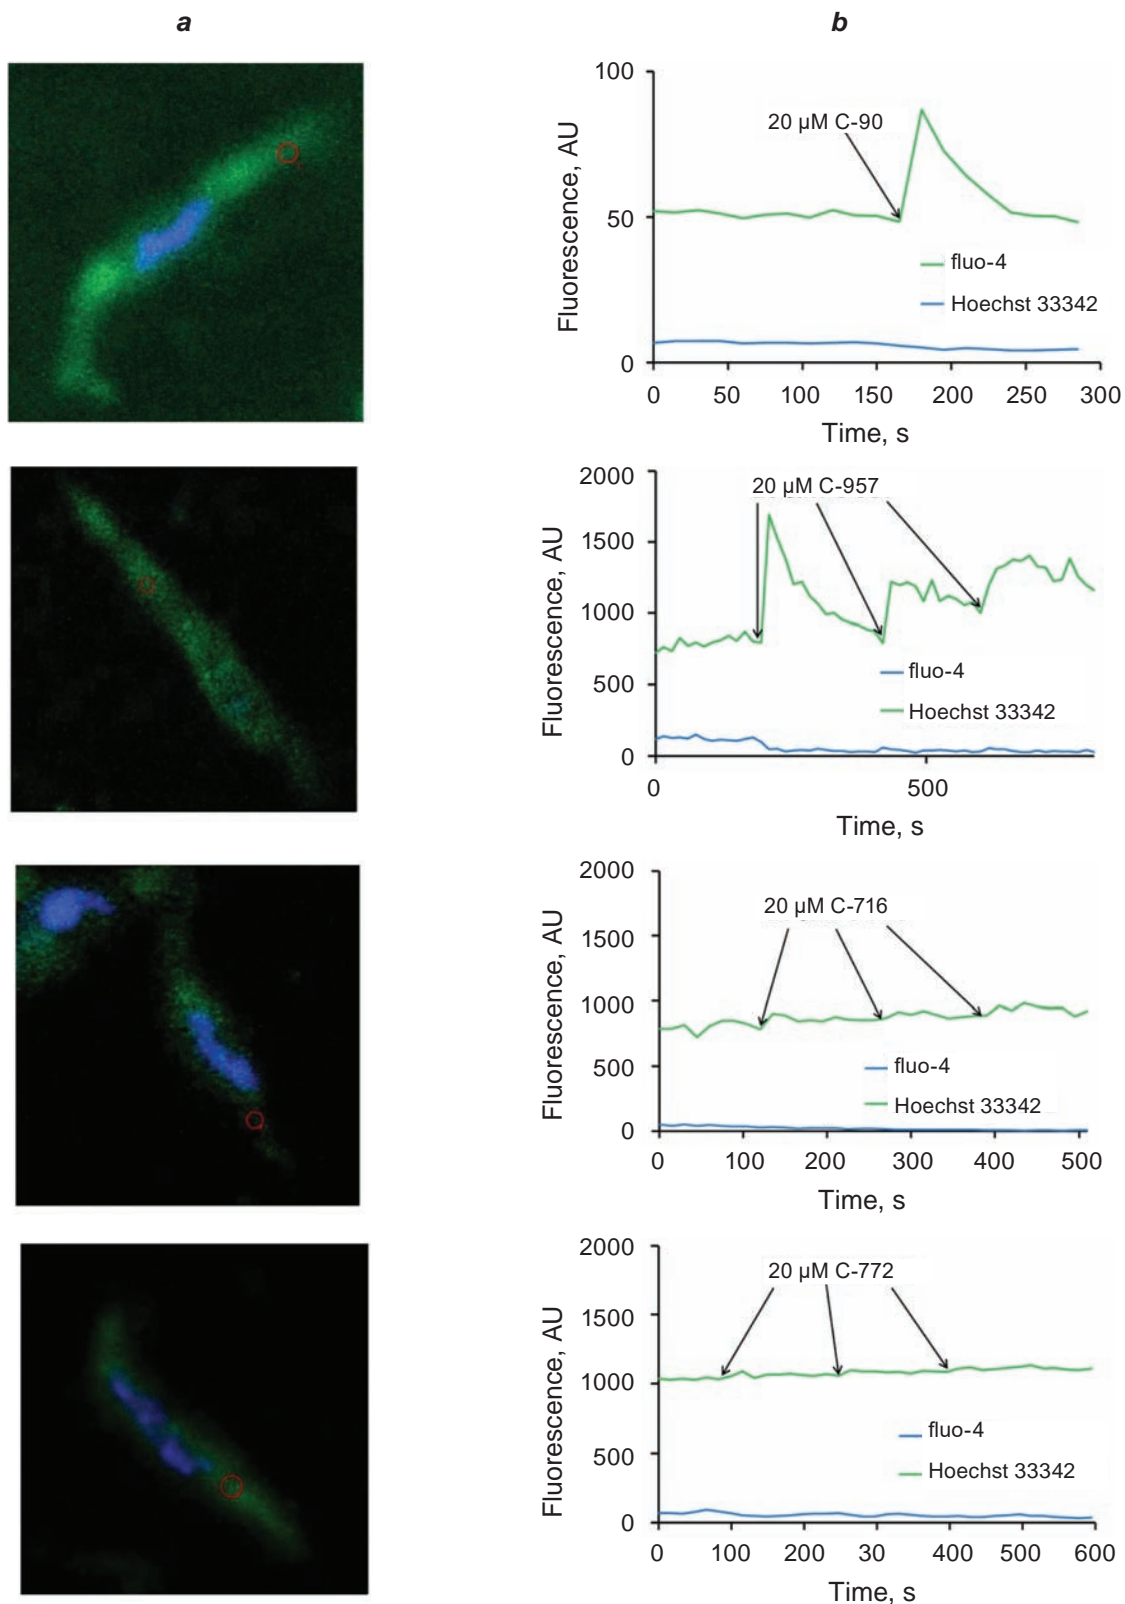 a
b
100
50
0
Fluorescence, AU
20 µM C-90
fluo-4
Hoechst 33342
0 50 100 150 200 250 300
Time, s
2000
1500
1000
500
0
Fluorescence, AU
20 µM C-957
fluo-4
Hoechst 33342
0 500
Time, s
2000
1500
1000
500
0
Fluorescence, AU
20 µM C-716
fluo-4
Hoechst 33342
0 100 200 300 400 500
Time, s
2000
1500
1000
500
0
Fluorescence, AU
20 µM C-772
fluo-4
Hoechst 33342
0 100 200 30 400 500 600
Time, s